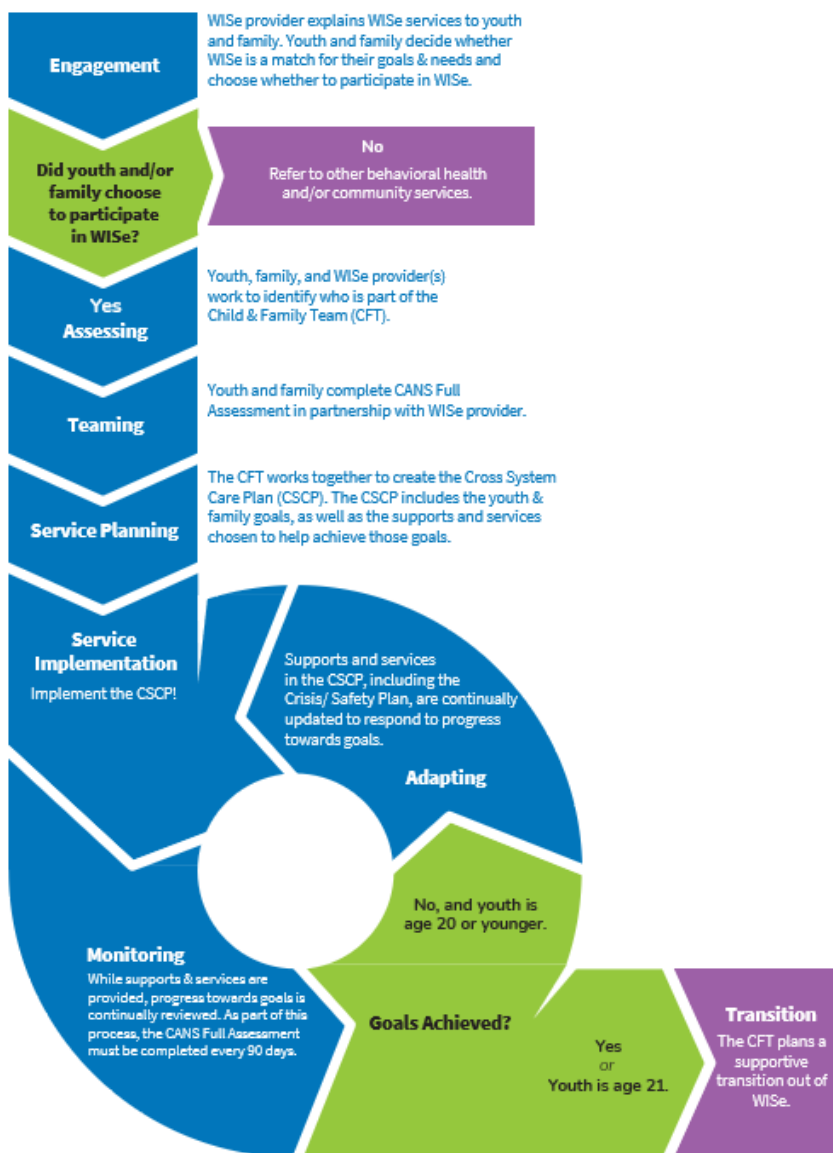 Engagement
WISe provider explains WISe services to youth
and family. Youth and family decide whether
WISe is a match for their goals & needs and
choose whether to participate in WISe.
Did youth and/or
family choose
to participate
in WISe?
No
Refer to other behavioral health
and/or community services.
Yes
Assessing
Youth, family, and WISe provider(s)
work to identify who is part of the
Child & Family Team (CFT).
Teaming
Youth and family complete CANS Full
Assessment in partnership with WISe provider.
Service Planning
The CFT works together to create the Cross System
Care Plan (CSCP). The CSCP includes the youth &
family goals, as well as the supports and services
chosen to help achieve those goals.
Service
Implementation
Implement the CSCP!
Supports and services
in the CSCP, including the
Crisis/ Safety Plan, are continually
updated to respond to progress
towards goals.
Adapting
No, and youth is
age 20 or younger.
Monitoring
While supports & services are
provided, progress towards goals is
continually reviewed. As part of this
process, the CANS Full Assessment
must be completed every 90 days.
Goals Achieved?
Yes
or
Youth is age 21.
Transition
The CFT plans a
supportive
transition out of
WISe.